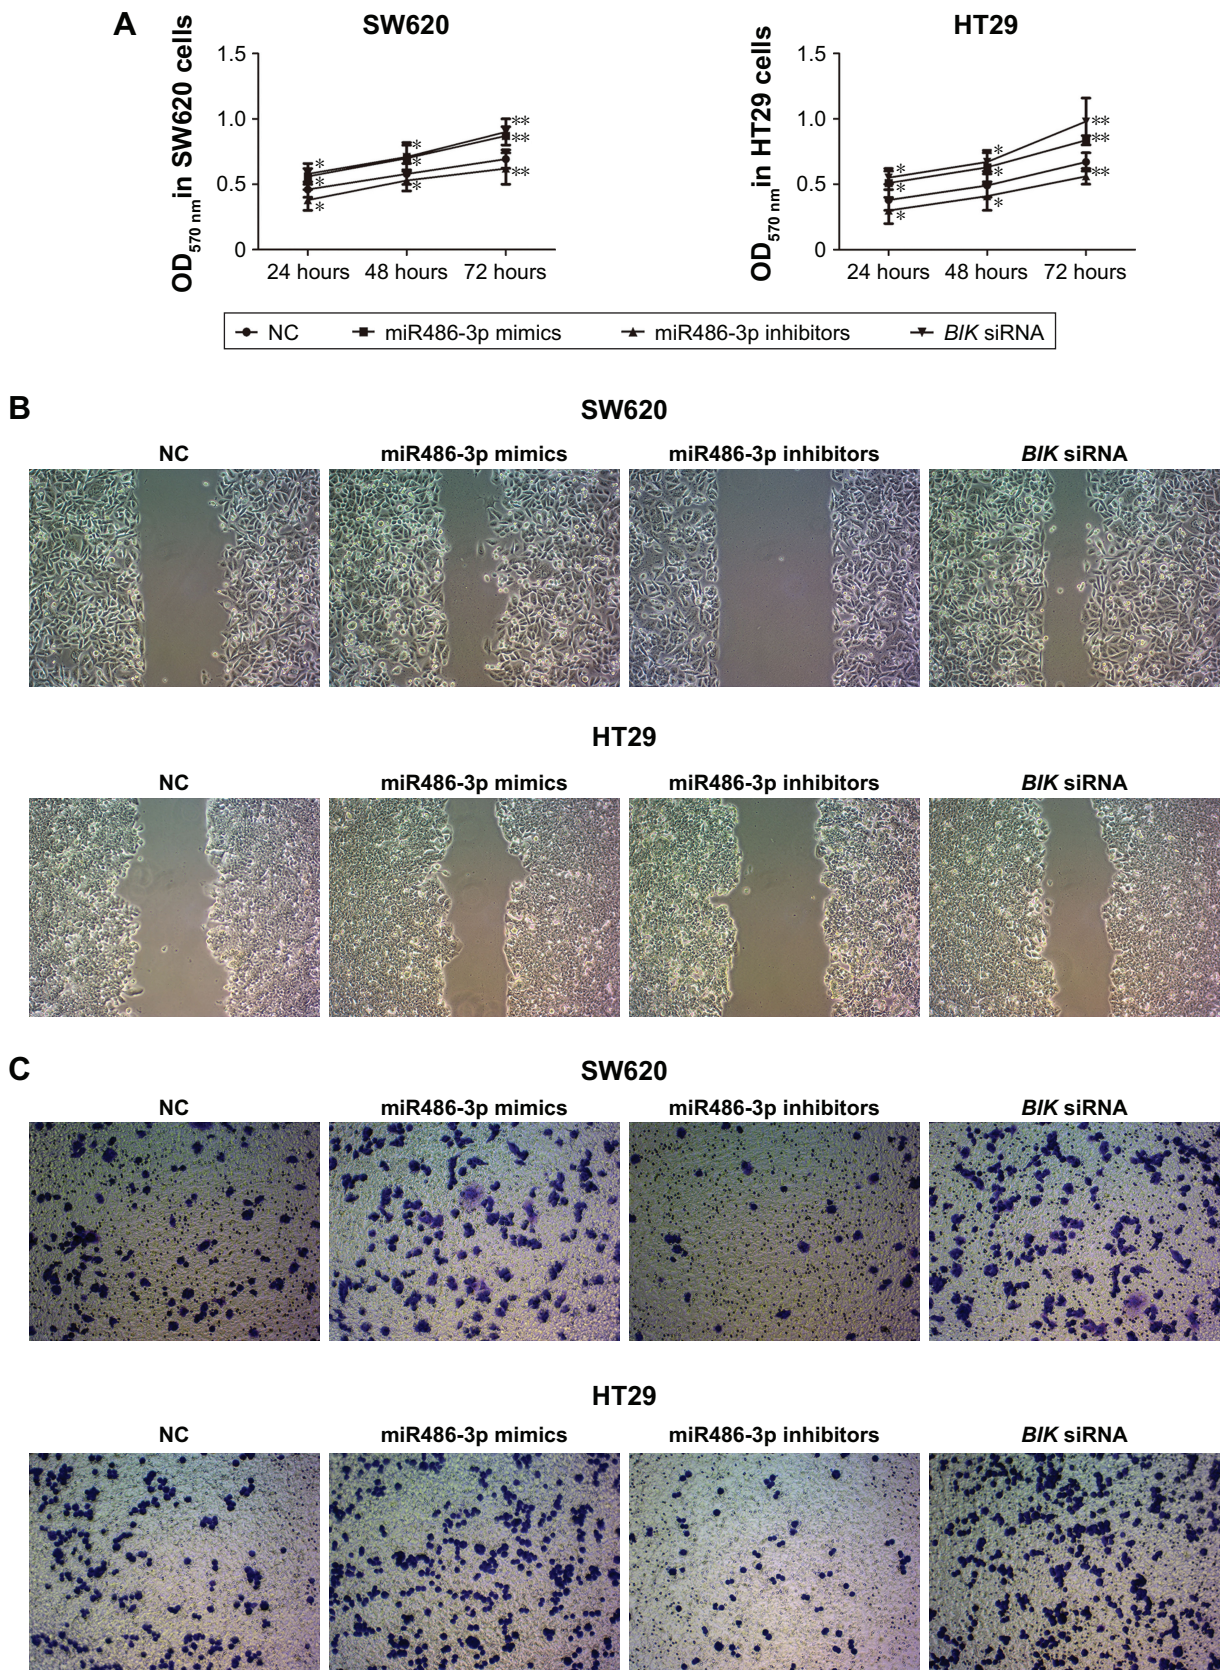 A
SW620
HT29
OD570 nm in SW620 cells
1.5
1.0
0.5
0
* * * * * * ** ** **
24 hours 48 hours 72 hours
OD570 nm in HT29 cells
1.5
1.0
0.5
0
* * * * * * ** ** **
24 hours 48 hours 72 hours
NC miR486-3p mimics miR486-3p inhibitors BIK siRNA
B
SW620
NC miR486-3p mimics miR486-3p inhibitors BIK siRNA
HT29
NC miR486-3p mimics miR486-3p inhibitors BIK siRNA
C
SW620
NC miR486-3p mimics miR486-3p inhibitors BIK siRNA
HT29
NC miR486-3p mimics miR486-3p inhibitors BIK siRNA